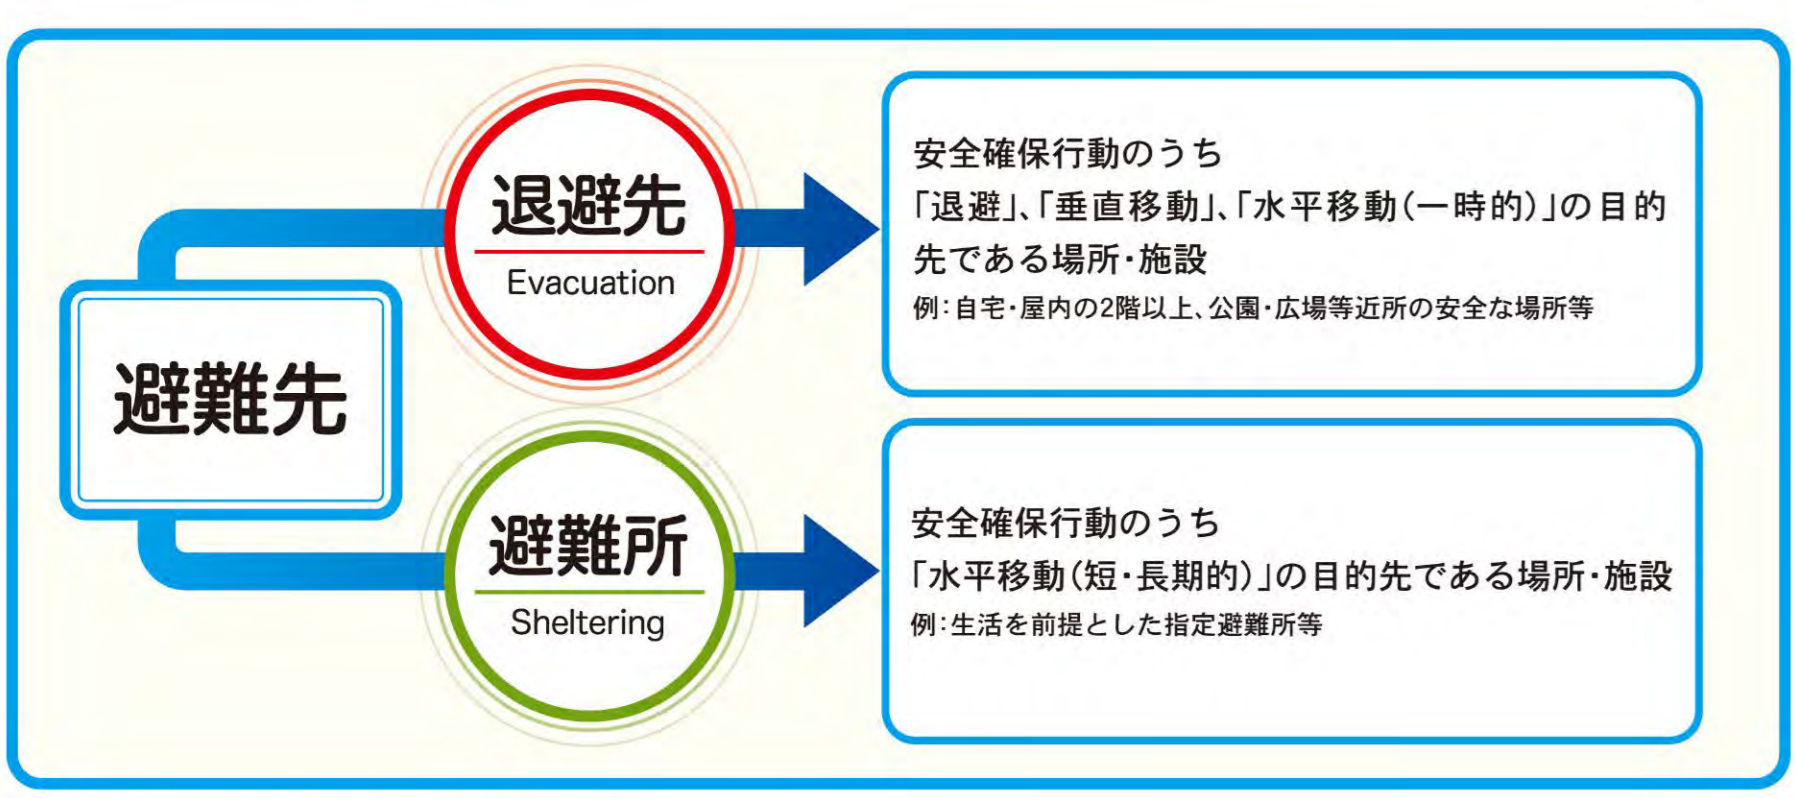 避難先
退避先
Evacuation
安全確保行動のうち
「退避」、「垂直移動」、「水平移動(一時的)」の目的
先である場所・施設
例:自宅・屋内の2階以上、公園・広場等近所の安全な場所等
避難所
Sheltering
安全確保行動のうち
「水平移動(短・長期的)」の目的先である場所・施設
例:生活を前提とした指定避難所等